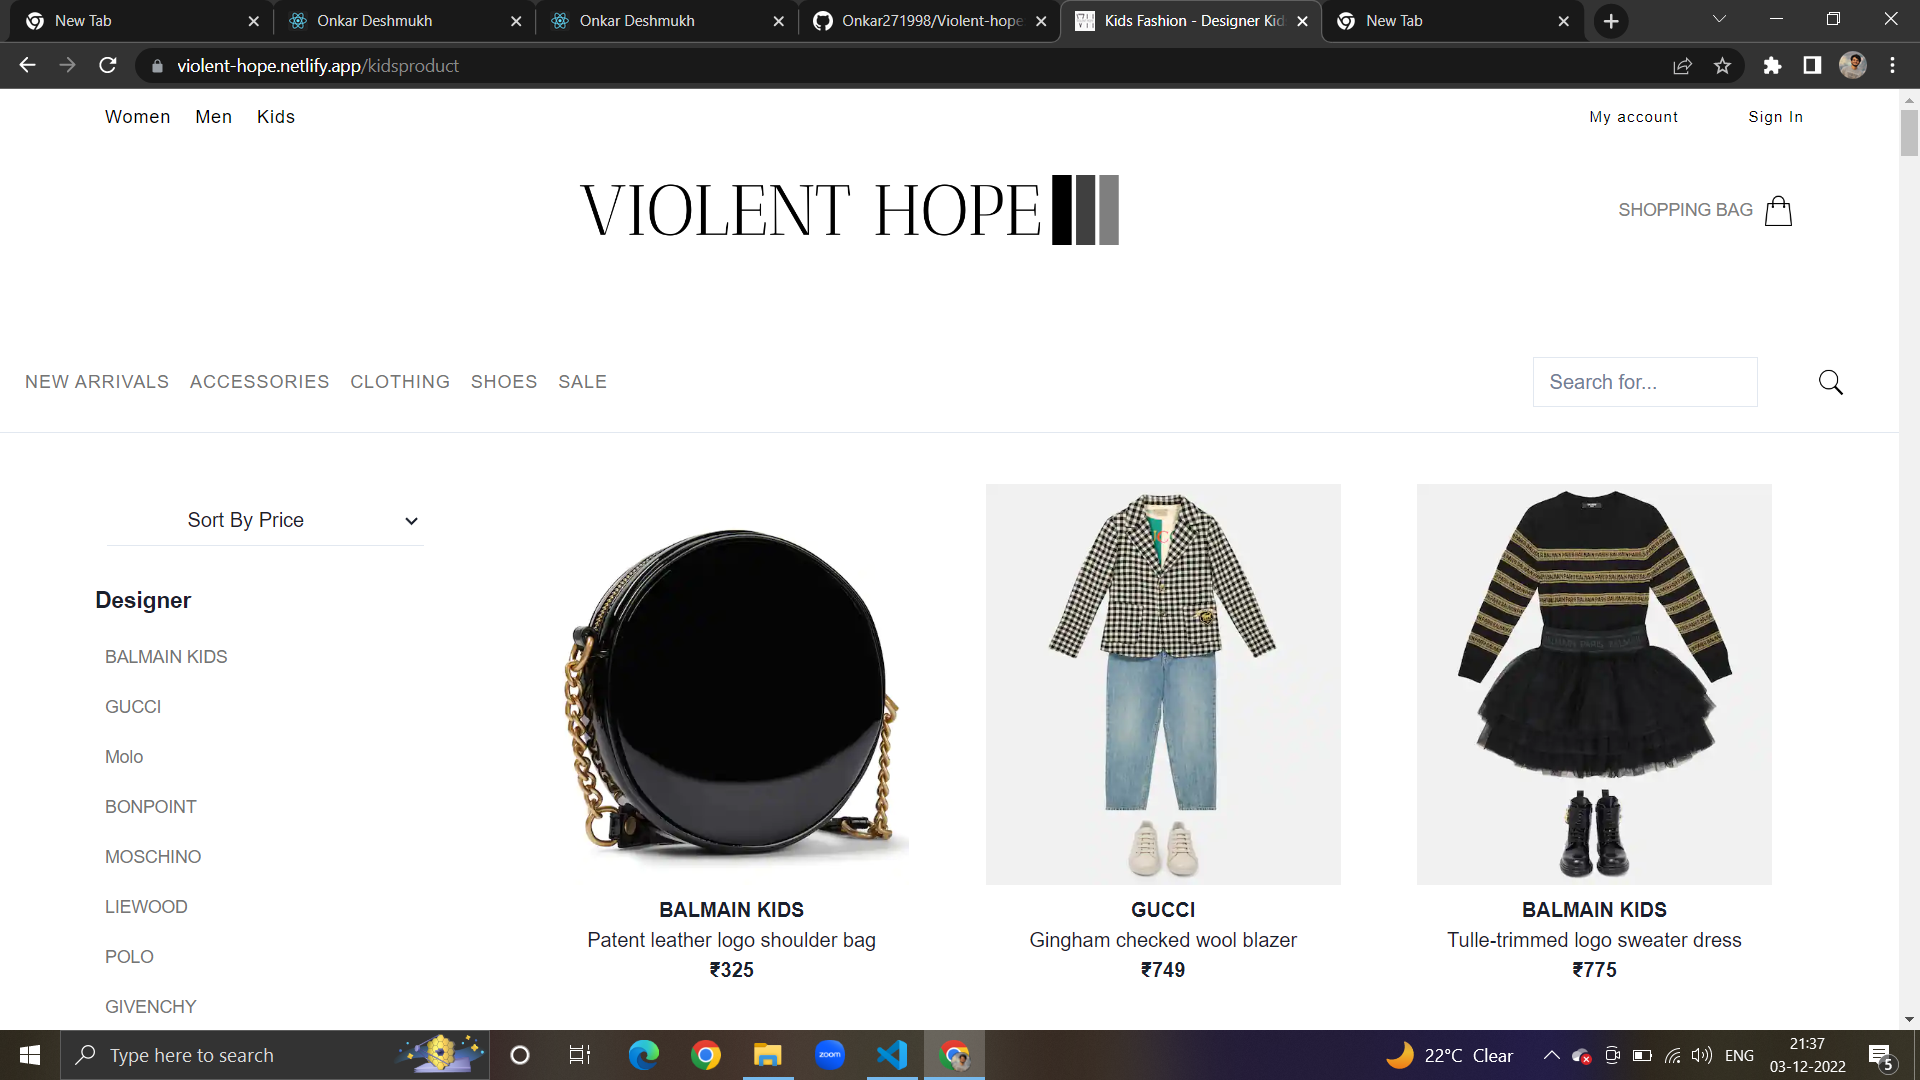 New Tab
Onkar Deshmukh
Onkar Deshmukh
Onkar271998/Violent-hope
Kids Fashion - Designer Kid
New Tab
violent-hope.netlify.app/kidsproduct
Women Men Kids
My account
Sign In
VIOLENT HOPE
SHOPPING BAG
NEW ARRIVALS ACCESSORIES CLOTHING SHOES SALE
Search for...
Sort By Price
Designer
BALMAIN KIDS
GUCCI
Molo
BONPOINT
MOSCHINO
LIEWOOD
POLO
GIVENCHY
BALMAIN KIDS
Patent leather logo shoulder bag
₹325
GUCCI
Gingham checked wool blazer
₹749
BALMAIN KIDS
Tulle-trimmed logo sweater dress
₹775
Type here to search
zoom
22°C Clear
ENG
21:37
03-12-2022
5